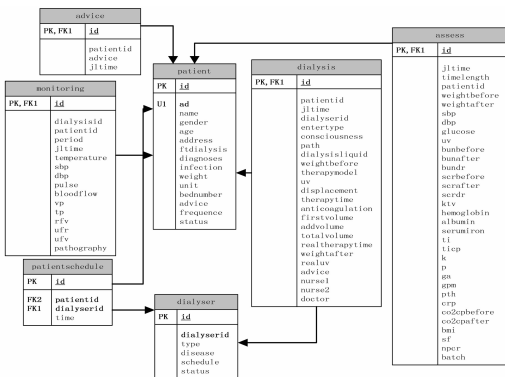 advice
PK, FK1 id
patientid
advice
jltime
monitoring
PK, FK1 id
dialysisid
patientid
period
jltime
temperature
sbp
dbp
pulse
bloodflow
vp
tp
rfv
ufr
ufv
pathography
patientschedule
PK id
FK2 patientid
FK1 dialyserid
time
patient
PK id
U1 ad
name
gender
age
address
ftdialysis
diagnoses
infection
weight
unit
bednumber
advice
frequence
status
dialyser
PK id
dialyserid
type
disease
schedule
status
dialysis
PK, FK1 id
patientid
jltime
dialyserid
entertype
consciousness
path
dialysisliquid
weightbefore
therapymodel
uv
displacement
therapytime
anticoagulation
firstvolume
addvolume
totalvolume
realtherapytime
weightafter
realuv
advice
nurse1
nurse2
doctor
assess
PK, FK1 id
jltime
timelength
patientid
weightbefore
weightafter
sbp
dbp
glucose
uv
bunbefore
bunafter
bundr
scrbefore
scrafter
scrdr
ktv
hemoglobin
albumin
serumiron
ti
ticp
k
p
ga
gpm
pth
crp
co2cpbefore
co2cpafter
bmi
sf
npcr
batch